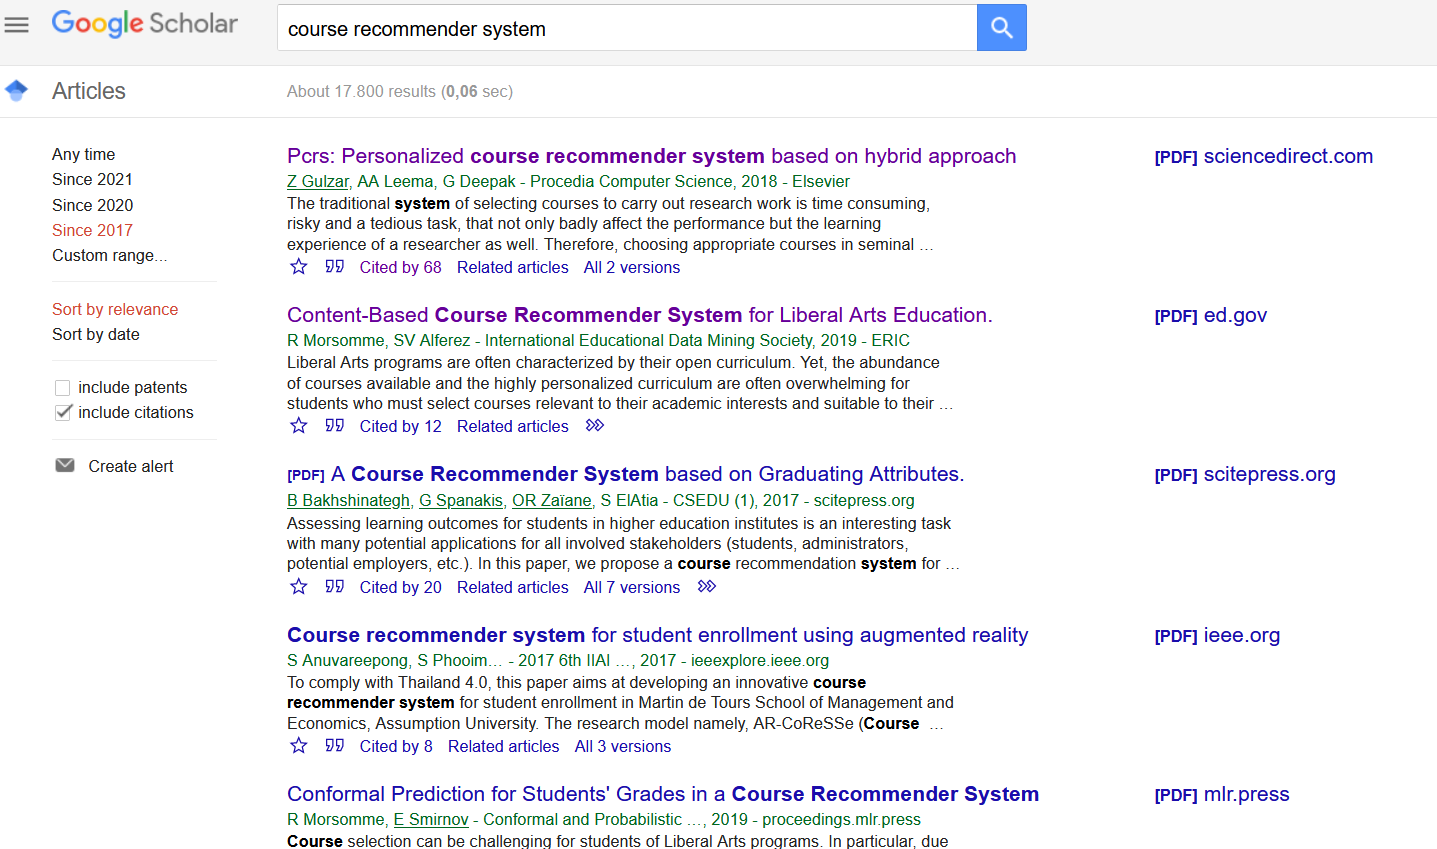 Google Scholar
course recommender system
Articles
About 17.800 results (0,06 sec)
Any time
Since 2021
Since 2020
Since 2017
Custom range...
Sort by relevance
Sort by date
include patents
include citations
Create alert
Pcrs: Personalized course recommender system based on hybrid approach
[PDF] sciencedirect.com
Z Gulzar, AA Leema, G Deepak - Procedia Computer Science, 2018 - Elsevier
The traditional system of selecting courses to carry out research work is time consuming,
risky and a tedious task, that not only badly affect the performance but the learning
experience of a researcher as well. Therefore, choosing appropriate courses in seminal …
Cited by 68 Related articles All 2 versions
Content-Based Course Recommender System for Liberal Arts Education.
[PDF] ed.gov
R Morsomme, SV Alferez - International Educational Data Mining Society, 2019 - ERIC
Liberal Arts programs are often characterized by their open curriculum. Yet, the abundance
of courses available and the highly personalized curriculum are often overwhelming for
students who must select courses relevant to their academic interests and suitable to their …
Cited by 12 Related articles
[PDF] A Course Recommender System based on Graduating Attributes.
[PDF] scitepress.org
B Bakhshinategh, G Spanakis, OR Zaïane, S ElAtia - CSEDU (1), 2017 - scitepress.org
Assessing learning outcomes for students in higher education institutes is an interesting task
with many potential applications for all involved stakeholders (students, administrators,
potential employers, etc.). In this paper, we propose a course recommendation system for …
Cited by 20 Related articles All 7 versions
Course recommender system for student enrollment using augmented reality
[PDF] ieee.org
S Anuvareepong, S Phooim… - 2017 6th IIAI …, 2017 - ieeexplore.ieee.org
To comply with Thailand 4.0, this paper aims at developing an innovative course
recommender system for student enrollment in Martin de Tours School of Management and
Economics, Assumption University. The research model namely, AR-CoReSSe (Course …
Cited by 8 Related articles All 3 versions
Conformal Prediction for Students' Grades in a Course Recommender System
[PDF] mlr.press
R Morsomme, E Smirnov - Conformal and Probabilistic …, 2019 - proceedings.mlr.press
Course selection can be challenging for students of Liberal Arts programs. In particular, due